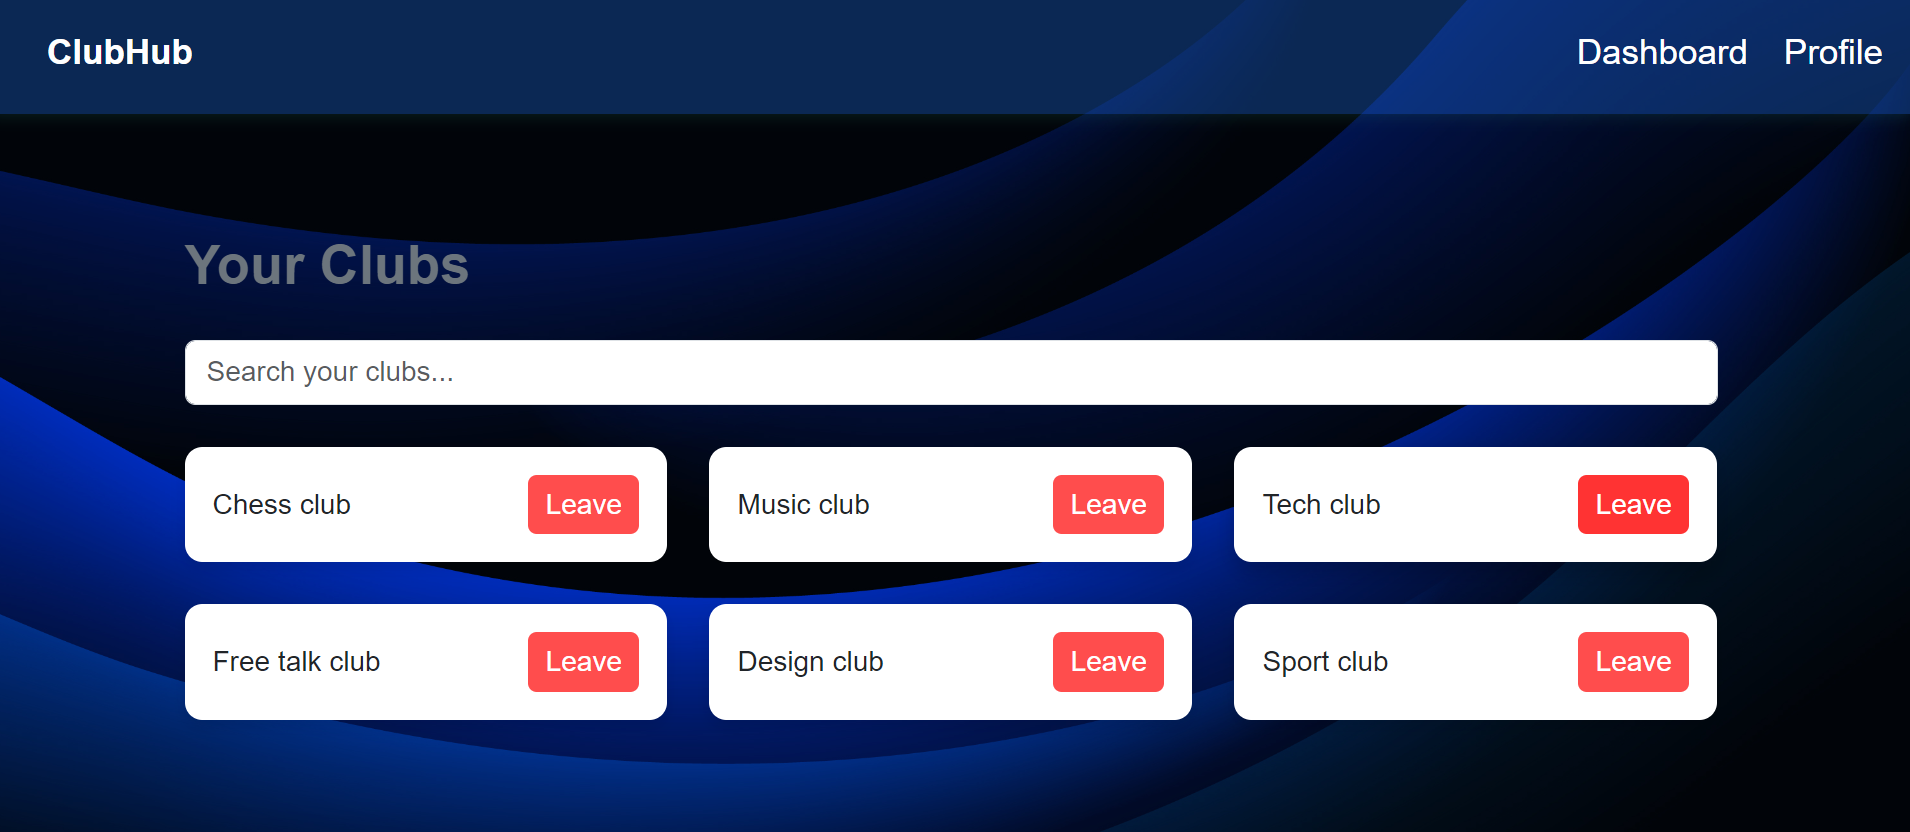 ClubHub Dashboard Profile
Your Clubs
Search your clubs...
Chess club Leave
Music club Leave
Tech club Leave
Free talk club Leave
Design club Leave
Sport club Leave